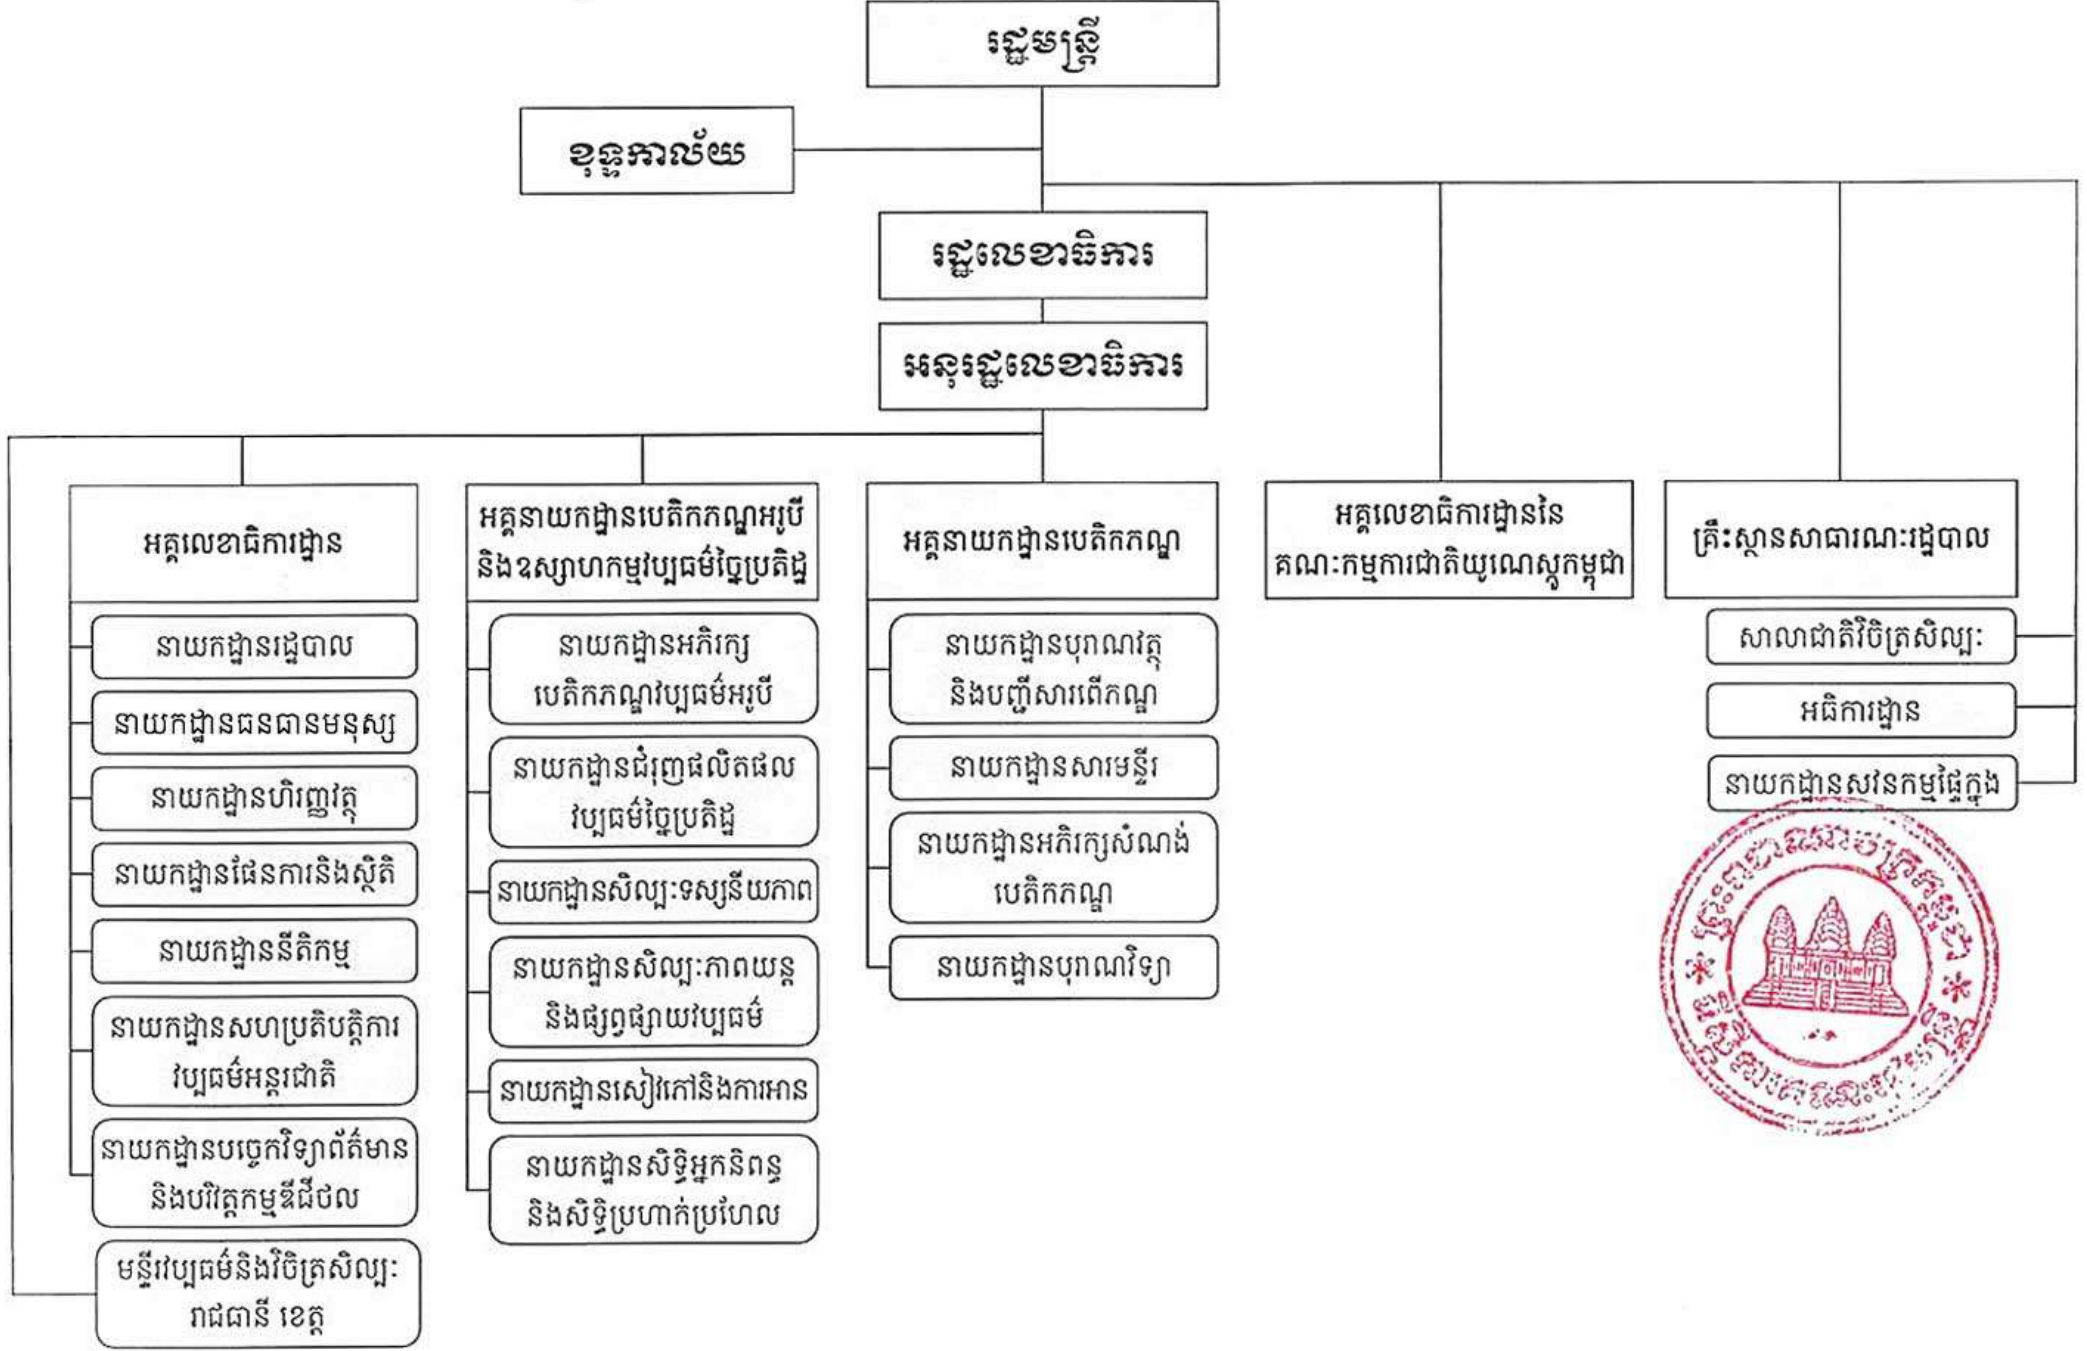 រដ្ឋមន្ត្រី
ខុទ្ទកាល័យ
រដ្ឋលេខាធិការ
អនុរដ្ឋលេខាធិការ
អគ្គលេខាធិការដ្ឋាន
នាយកដ្ឋានរដ្ឋបាល
នាយកដ្ឋានធនធានមនុស្ស
នាយកដ្ឋានហិរញ្ញវត្ថុ
នាយកដ្ឋានផែនការនិងស្ថិតិ
នាយកដ្ឋាននីតិកម្ម
នាយកដ្ឋានសហប្រតិបត្តិការ
វប្បធម៌អន្តរជាតិ
នាយកដ្ឋានបច្ចេកវិទ្យាព័ត៌មាន
និងបរិវត្តកម្មឌីជីថល
មន្ទីរវប្បធម៌និងវិចិត្រសិល្បៈ
រាជធានី ខេត្ត
អគ្គនាយកដ្ឋានបេតិកភណ្ឌអរូបី
និងឧស្សាហកម្មវប្បធម៌ច្នៃប្រតិដ្ឋ
នាយកដ្ឋានអភិរក្ស
បេតិកភណ្ឌវប្បធម៌អរូបី
នាយកដ្ឋានជំរុញផលិតផល
វប្បធម៌ច្នៃប្រតិដ្ឋ
នាយកដ្ឋានសិល្បៈទស្សនីយភាព
នាយកដ្ឋានសិល្បៈភាពយន្ត
និងផ្សព្វផ្សាយវប្បធម៌
នាយកដ្ឋានសៀវភៅនិងការអាន
នាយកដ្ឋានសិទ្ធិអ្នកនិពន្ធ
និងសិទ្ធិប្រហាក់ប្រហែល
អគ្គនាយកដ្ឋានបេតិកភណ្ឌ
នាយកដ្ឋានបុរាណវត្ថុ
និងបញ្ជីសារពើភណ្ឌ
នាយកដ្ឋានសារមន្ទីរ
នាយកដ្ឋានអភិរក្សសំណង់
បេតិកភណ្ឌ
នាយកដ្ឋានបុរាណវិទ្យា
អគ្គលេខាធិការដ្ឋាននៃ
គណៈកម្មការជាតិយូណេស្កូកម្ពុជា
គ្រឹះស្ថានសាធារណៈរដ្ឋបាល
សាលាជាតិវិចិត្រសិល្បៈ
អធិការដ្ឋាន
នាយកដ្ឋានសវនកម្មផ្ទៃក្នុង